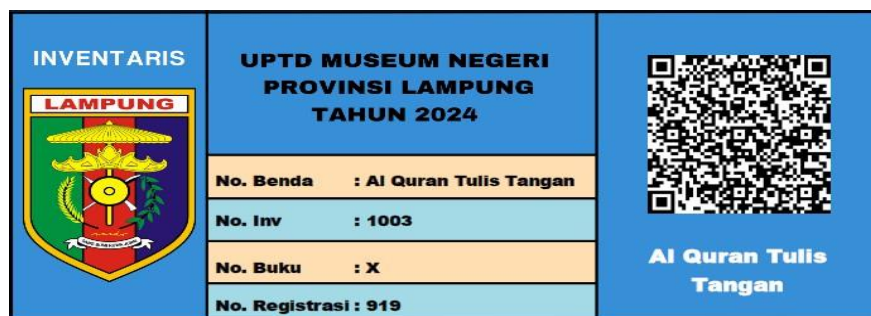 INVENTARIS
LAMPUNG
UPTD MUSEUM NEGERI
PROVINSI LAMPUNG
TAHUN 2024
No. Benda : Al Quran Tulis Tangan
No. Inv : 1003
No. Buku : X
No. Registrasi : 919
Al Quran Tulis
Tangan